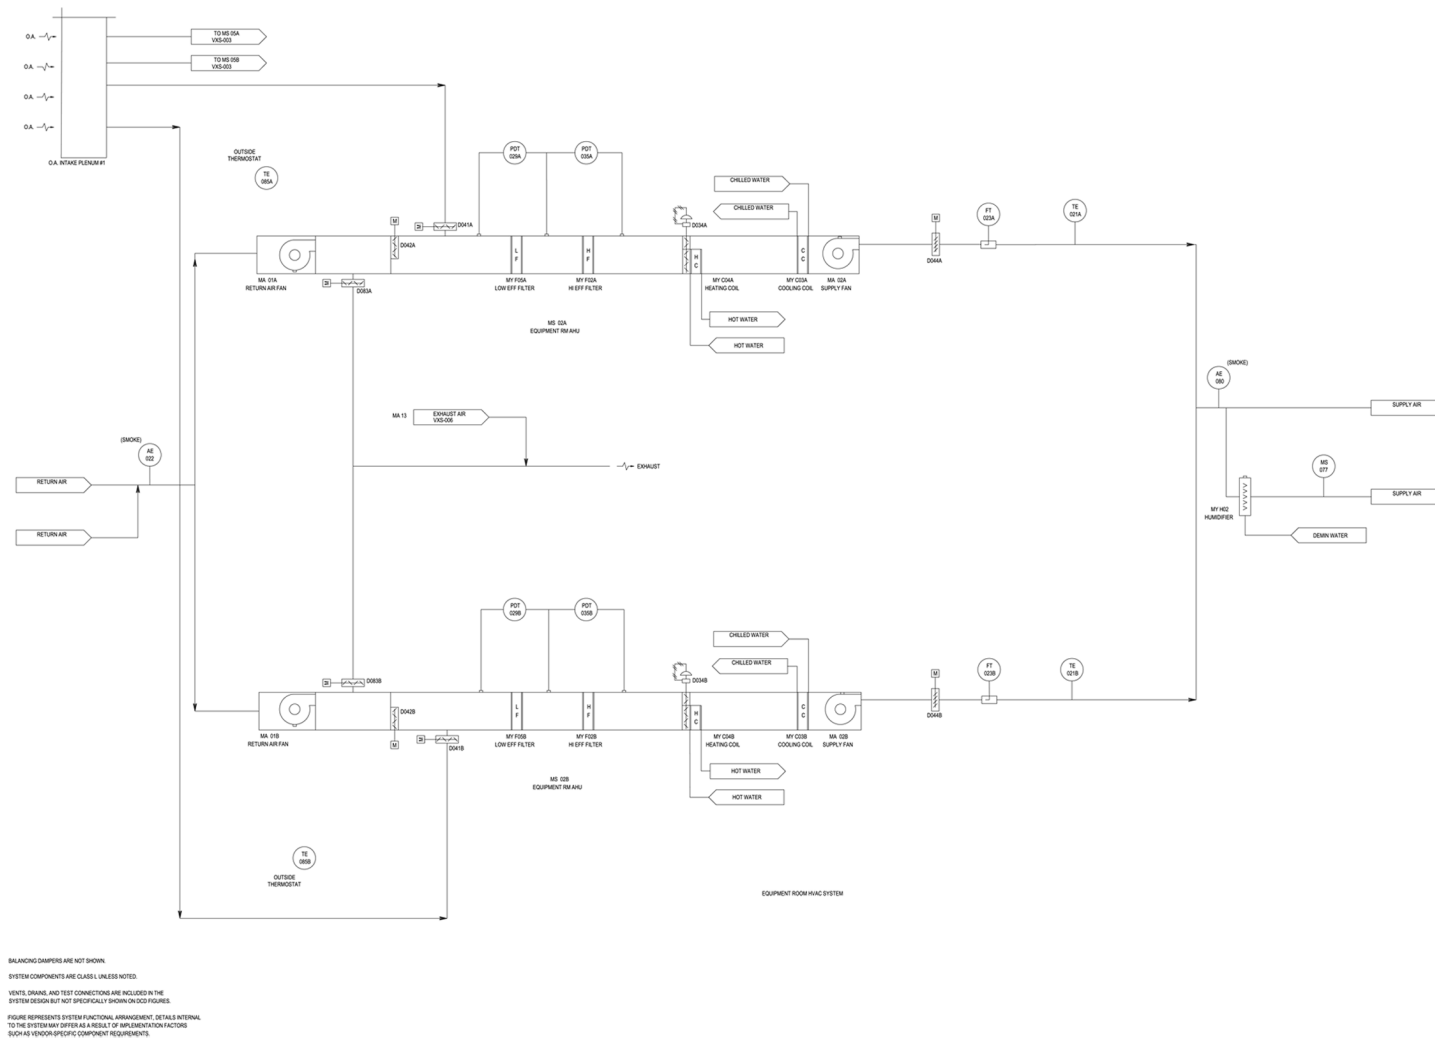 O.A.
TO MS 05A
VXS-003
O.A.
TO MS 05B
VXS-003
O.A.
O.A.
O.A. INTAKE PLENUM #1
OUTSIDE
THERMOSTAT
TE
085A
PDT
029A
PDT
035A
CHILLED WATER
CHILLED WATER
M
M
D041A
D042A
D034A
M
FT
023A
TE
021A
D044A
L
F
H
F
H
C
C
C
MA 01A
RETURN AIR FAN
M
D083A
MY F05A
LOW EFF FILTER
MY F02A
HI EFF FILTER
MY C04A
HEATING COIL
MY C03A
COOLING COIL
MA 02A
SUPPLY FAN
MS 02A
EQUIPMENT RM AHU
HOT WATER
HOT WATER
(SMOKE)
AE
080
SUPPLY AIR
MA 13
EXHAUST AIR
VXS-006
EXHAUST
(SMOKE)
AE
022
RETURN AIR
RETURN AIR
MS
077
SUPPLY AIR
MY H02
HUMIDIFIER
DEMIN WATER
PDT
029B
PDT
035B
CHILLED WATER
CHILLED WATER
M
D083B
D034B
M
FT
023B
TE
021B
D044B
D042B
L
F
H
F
H
C
C
C
MA 01B
RETURN AIR FAN
M
M
D041B
MY F05B
LOW EFF FILTER
MY F02B
HI EFF FILTER
MY C04B
HEATING COIL
MY C03B
COOLING COIL
MA 02B
SUPPLY FAN
MS 02B
EQUIPMENT RM AHU
HOT WATER
HOT WATER
TE
085B
OUTSIDE
THERMOSTAT
EQUIPMENT ROOM HVAC SYSTEM
BALANCING DAMPERS ARE NOT SHOWN.
SYSTEM COMPONENTS ARE CLASS L UNLESS NOTED.
VENTS, DRAINS, AND TEST CONNECTIONS ARE INCLUDED IN THE
SYSTEM DESIGN BUT NOT SPECIFICALLY SHOWN ON DCD FIGURES.
FIGURE REPRESENTS SYSTEM FUNCTIONAL ARRANGEMENT, DETAILS INTERNAL
TO THE SYSTEM MAY DIFFER AS A RESULT OF IMPLEMENTATION FACTORS
SUCH AS VENDOR-SPECIFIC COMPONENT REQUIREMENTS.